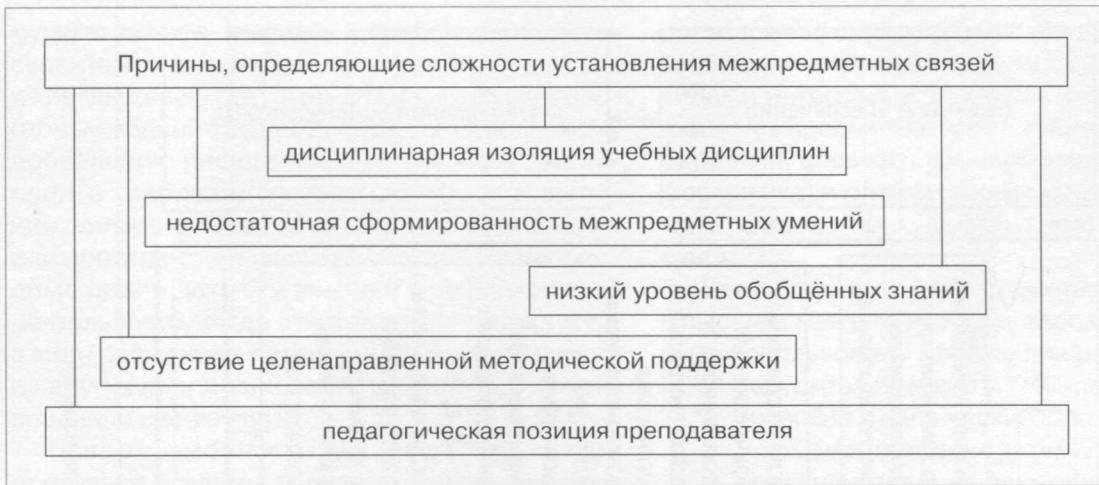 Причины, определяющие сложности установления межпредметных связей
дисциплинарная изоляция учебных дисциплин
недостаточная сформированность межпредметных умений
низкий уровень обобщённых знаний
отсутствие целенаправленной методической поддержки
педагогическая позиция преподавателя